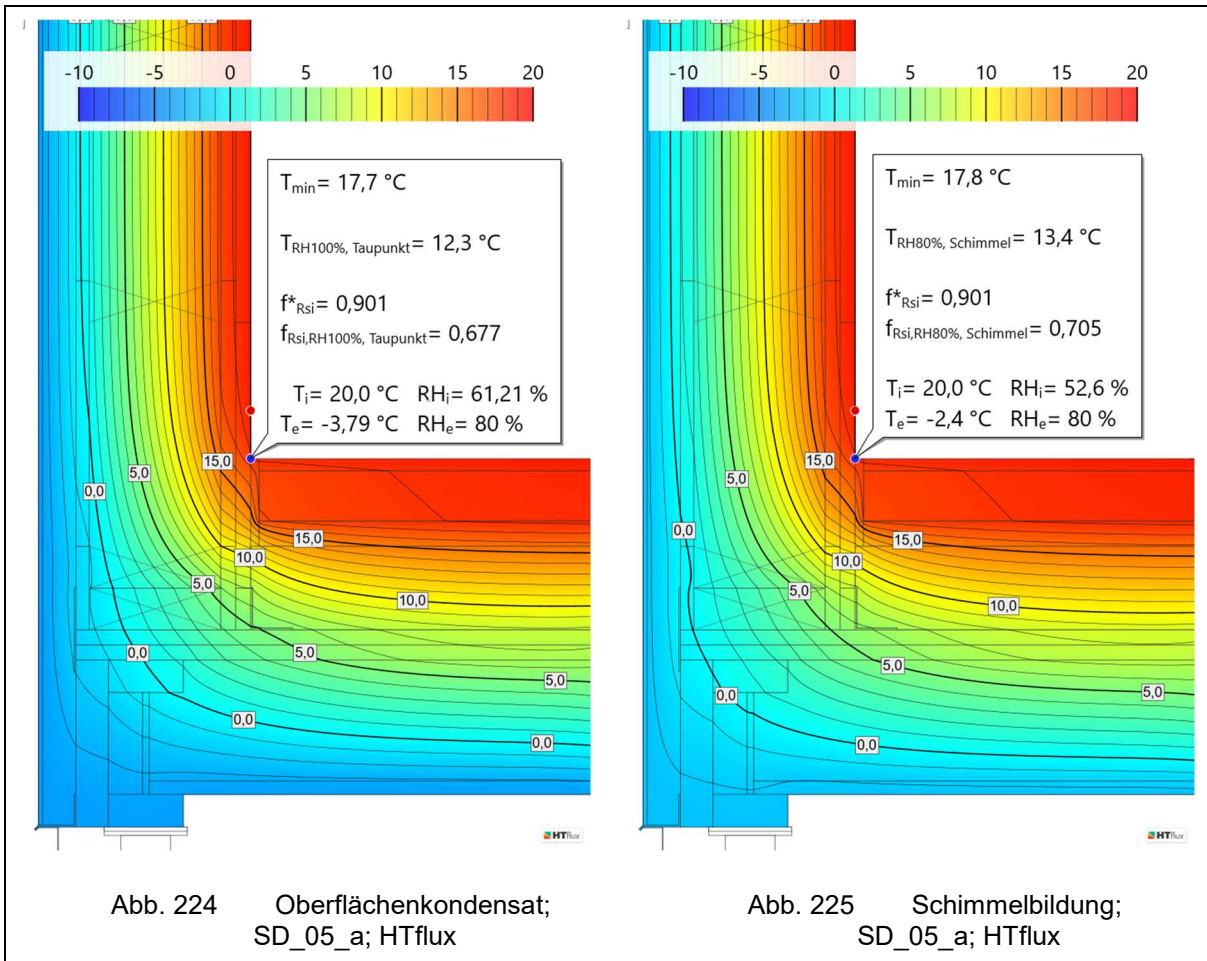 -10 -5 0 5 10 15 20
T_min= 17,7 °C
T_RH100%, Taupunkt= 12,3 °C
f*_Rsi= 0,901
f_Rsi,RH100%, Taupunkt= 0,677
T_i= 20,0 °C RH_i= 61,21 %
T_e= -3,79 °C RH_e= 80 %
15,0
5,0
0,0
15,0
10,0
5,0
10,0
0,0
5,0
5,0
0,0
0,0
HTflux
Abb. 224 Oberflächenkondensat;
SD_05_a; HTflux
-10 -5 0 5 10 15 20
T_min= 17,8 °C
T_RH80%, Schimmel= 13,4 °C
f*_Rsi= 0,901
f_Rsi,RH80%, Schimmel= 0,705
T_i= 20,0 °C RH_i= 52,6 %
T_e= -2,4 °C RH_e= 80 %
15,0
5,0
0,0
15,0
10,0
5,0
10,0
5,0
5,0
0,0
0,0
HTflux
Abb. 225 Schimmelbildung;
SD_05_a; HTflux